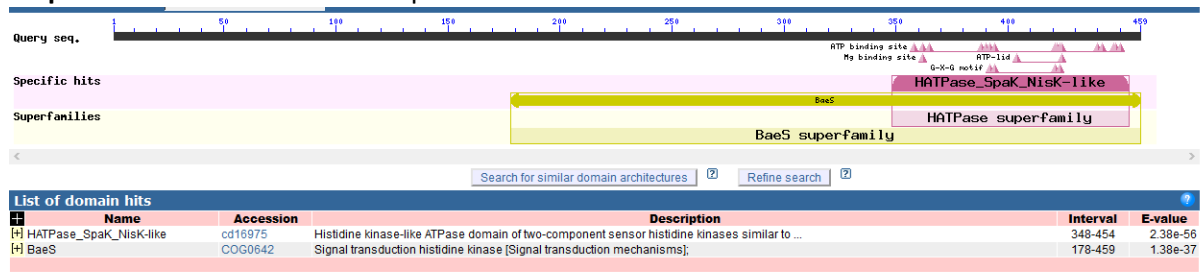 1 50 100 150 200 250 300 350 400 459
Query seq.
ATP binding site
Mg binding site ATP-lid
G-X-G motif
Specific hits HATPase_SpaK_NisK-like
BaeS
Superfamilies HATPase superfamily
BaeS superfamily
< >
Search for similar domain architectures ? Refine search ?
List of domain hits ?
+ Name Accession Description Interval E-value
[+] HATPase_SpaK_NisK-like cd16975 Histidine kinase-like ATPase domain of two-component sensor histidine kinases similar to ... 348-454 2.38e-56
[+] BaeS COG0642 Signal transduction histidine kinase [Signal transduction mechanisms]; 178-459 1.38e-37